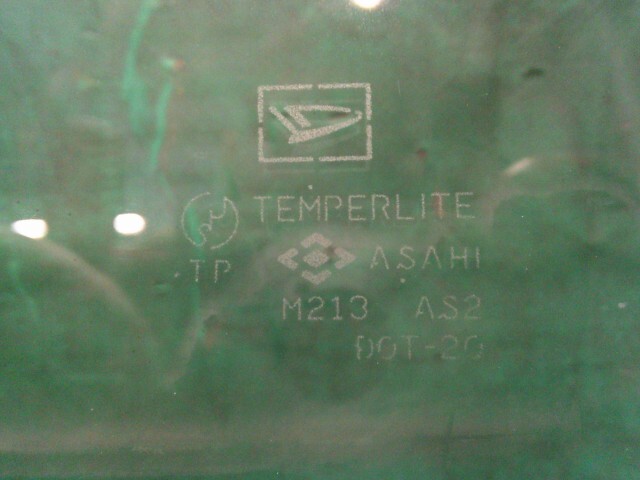 TEMPERLITE
TP ASAHI
M213 AS2
DOT-20